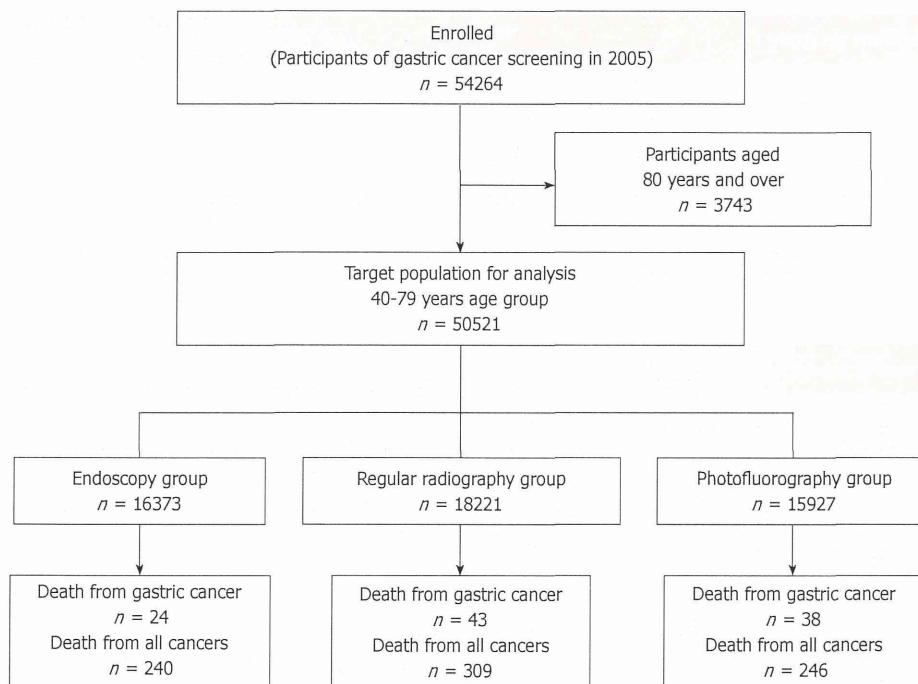 Enrolled
(Participants of gastric cancer screening in 2005)
n = 54264
Participants aged
80 years and over
n = 3743
Target population for analysis
40-79 years age group
n = 50521
Endoscopy group
n = 16373
Regular radiography group
n = 18221
Photofluorography group
n = 15927
Death from gastric cancer
n = 24
Death from all cancers
n = 240
Death from gastric cancer
n = 43
Death from all cancers
n = 309
Death from gastric cancer
n = 38
Death from all cancers
n = 246